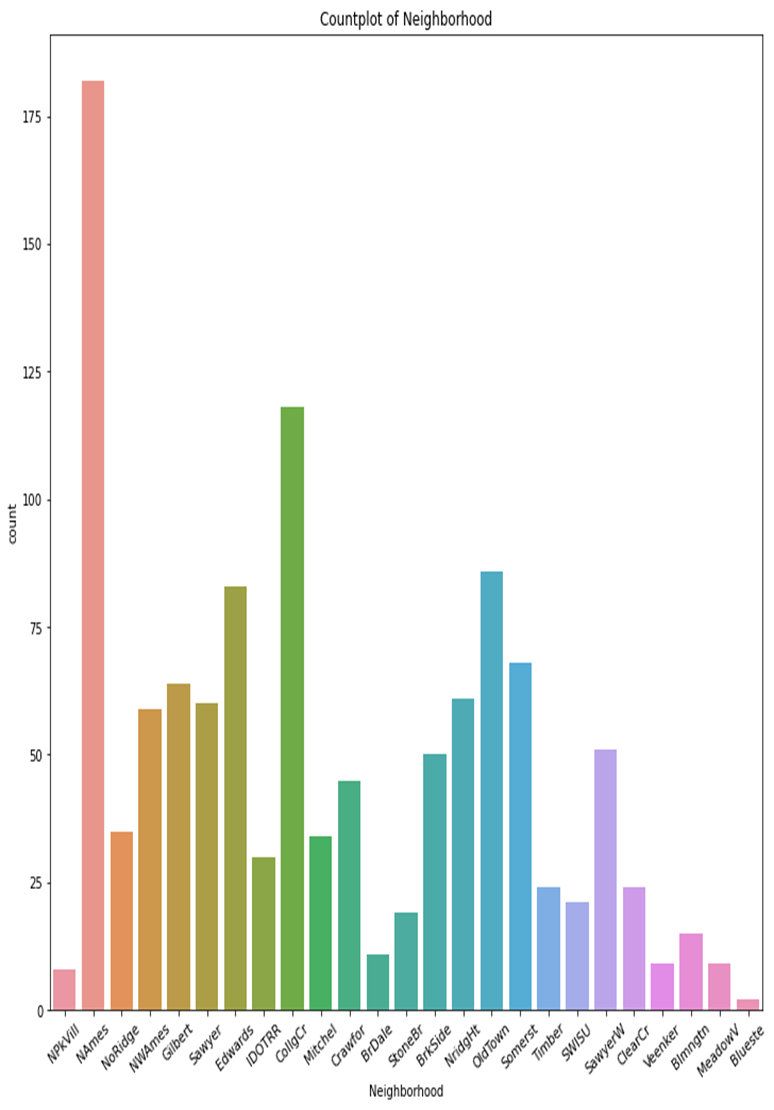 Countplot of Neighborhood
175
150
125
100
75
50
25
0
count
NPkVill
NAmes
NoRidge
NWAmes
Gilbert
Sawyer
Edwards
IDOTRR
CollgCr
Mitchel
Crawfor
BrDale
StoneBr
BrkSide
NridgHt
OldTown
Somerst
Timber
SWISU
SawyerW
ClearCr
Veenker
Blmngtn
MeadowV
Blueste
Neighborhood